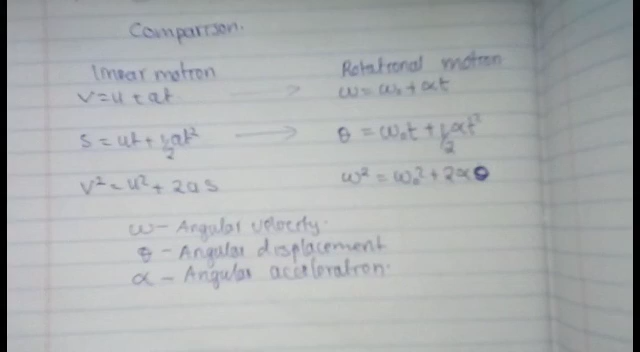 Comparison.
linear motion Rotational motion
V=u+at → ω=ω₀+αt
S=ut+½at² → θ=ω₀t+½αt²
V²=u²+2aS ω²=ω₀²+2αθ
ω-Angular velocity.
θ-Angular displacement
α-Angular acceleration.